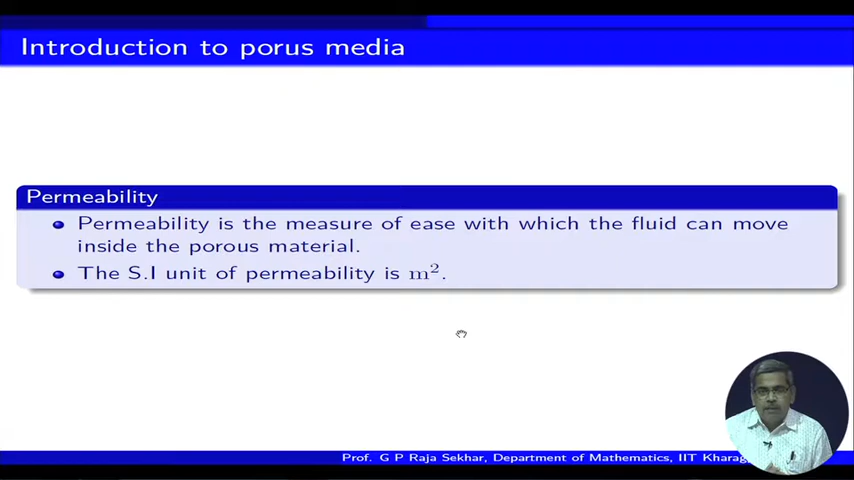 Introduction to porus media
Permeability
Permeability is the measure of ease with which the fluid can move
inside the porous material.
The S.I unit of permeability is m².
Prof. G P Raja Sekhar, Department of Mathematics, IIT